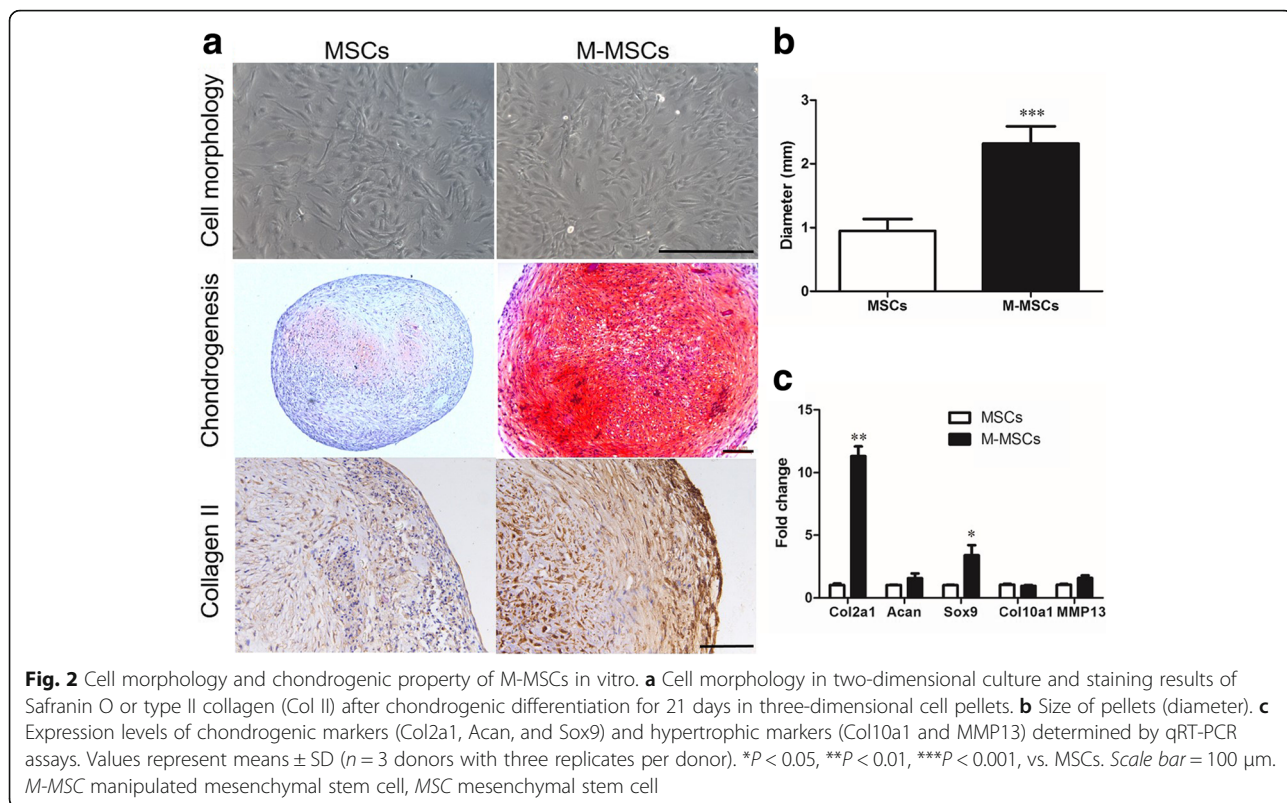 a
MSCs
M-MSCs
Cell morphology
Chondrogenesis
Collagen II
b
Diameter (mm)
3
2
1
0
***
MSCs
M-MSCs
c
Fold change
15
10
5
0
MSCs
M-MSCs
**
*
Col2a1 Acan Sox9 Col10a1 MMP13
Fig. 2 Cell morphology and chondrogenic property of M-MSCs in vitro. a Cell morphology in two-dimensional culture and staining results of
Safranin O or type II collagen (Col II) after chondrogenic differentiation for 21 days in three-dimensional cell pellets. b Size of pellets (diameter). c
Expression levels of chondrogenic markers (Col2a1, Acan, and Sox9) and hypertrophic markers (Col10a1 and MMP13) determined by qRT-PCR
assays. Values represent means ± SD (n = 3 donors with three replicates per donor). *P < 0.05, **P < 0.01, ***P < 0.001, vs. MSCs. Scale bar = 100 μm.
M-MSC manipulated mesenchymal stem cell, MSC mesenchymal stem cell